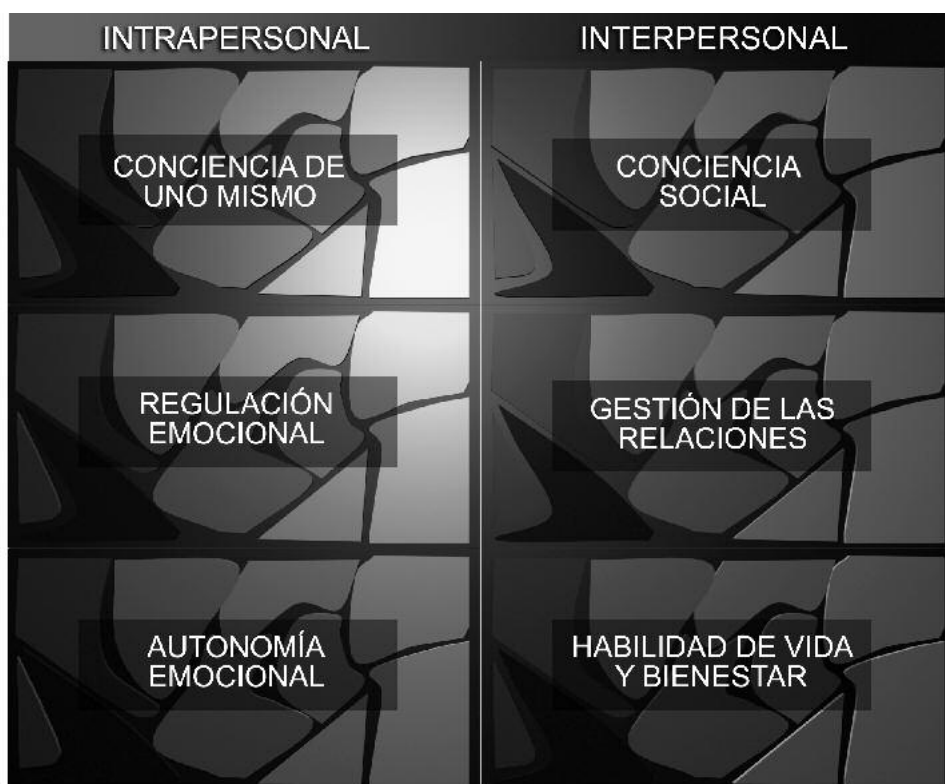 INTRAPERSONAL
INTERPERSONAL
CONCIENCIA DE
UNO MISMO
CONCIENCIA
SOCIAL
REGULACIÓN
EMOCIONAL
GESTIÓN DE LAS
RELACIONES
AUTONOMÍA
EMOCIONAL
HABILIDAD DE VIDA
Y BIENESTAR